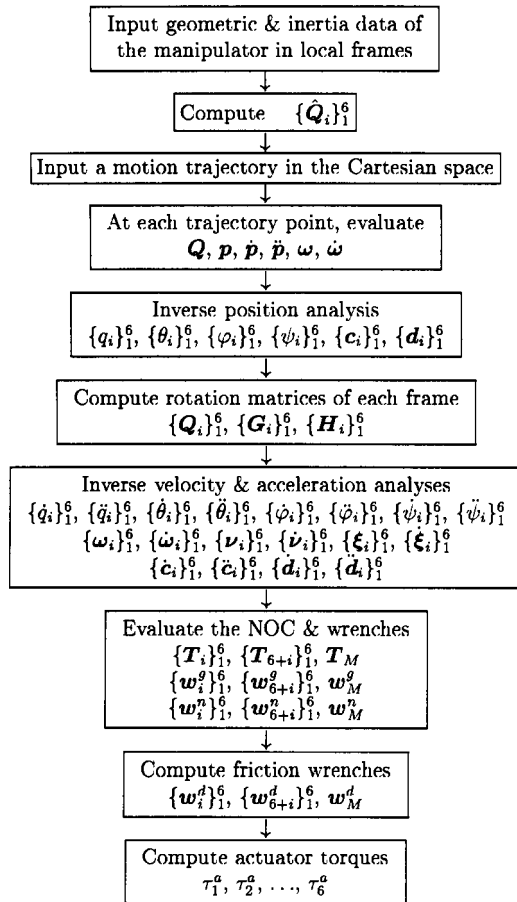 Input geometric & inertia data of
the manipulator in local frames
↓
Compute {Q̂ᵢ}₁⁶
↓
Input a motion trajectory in the Cartesian space
↓
At each trajectory point, evaluate
Q, p, ṗ, p̈, ω, ω̇
↓
Inverse position analysis
{qᵢ}₁⁶, {θᵢ}₁⁶, {φᵢ}₁⁶, {ψᵢ}₁⁶, {cᵢ}₁⁶, {dᵢ}₁⁶
↓
Compute rotation matrices of each frame
{Qᵢ}₁⁶, {Gᵢ}₁⁶, {Hᵢ}₁⁶
↓
Inverse velocity & acceleration analyses
{q̇ᵢ}₁⁶, {q̈ᵢ}₁⁶, {θ̇ᵢ}₁⁶, {θ̈ᵢ}₁⁶, {φ̇ᵢ}₁⁶, {φ̈ᵢ}₁⁶, {ψ̇ᵢ}₁⁶, {ψ̈ᵢ}₁⁶
{ωᵢ}₁⁶, {ω̇ᵢ}₁⁶, {νᵢ}₁⁶, {ν̇ᵢ}₁⁶, {ξᵢ}₁⁶, {ξ̇ᵢ}₁⁶
{ċᵢ}₁⁶, {c̈ᵢ}₁⁶, {ḋᵢ}₁⁶, {d̈ᵢ}₁⁶
↓
Evaluate the NOC & wrenches
{Tᵢ}₁⁶, {T₆₊ᵢ}₁⁶, T_M
{wᵢᵍ}₁⁶, {w₆₊ᵢᵍ}₁⁶, w_Mᵍ
{wᵢⁿ}₁⁶, {w₆₊ᵢⁿ}₁⁶, w_Mⁿ
↓
Compute friction wrenches
{wᵢᵈ}₁⁶, {w₆₊ᵢᵈ}₁⁶, w_Mᵈ
↓
Compute actuator torques
τ₁ᵃ, τ₂ᵃ, ..., τ₆ᵃ